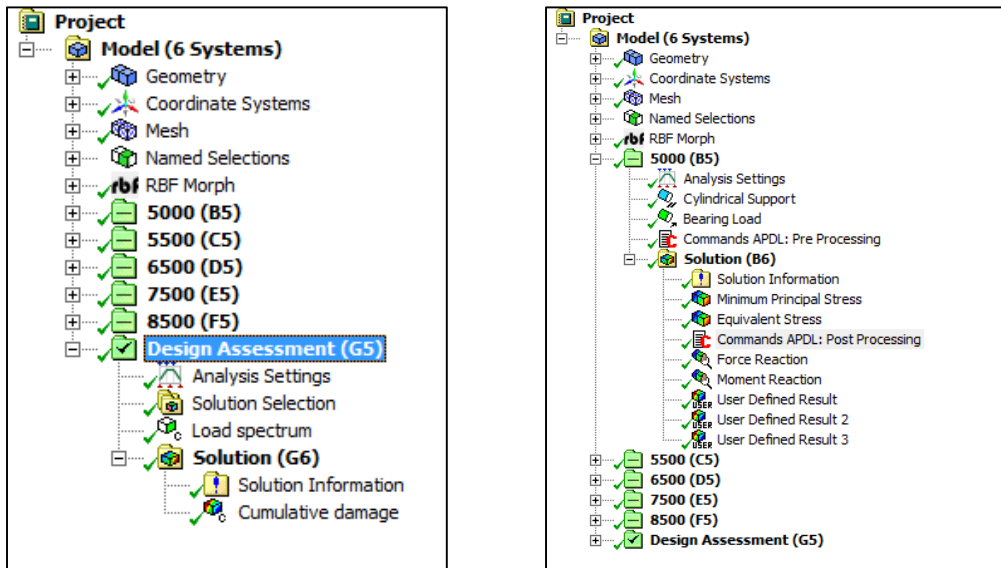 Project
Model (6 Systems)
Geometry
Coordinate Systems
Mesh
Named Selections
rbf RBF Morph
5000 (B5)
5500 (C5)
6500 (D5)
7500 (E5)
8500 (F5)
Design Assessment (G5)
Analysis Settings
Solution Selection
C Load spectrum
Solution (G6)
Solution Information
C Cumulative damage
Project
Model (6 Systems)
Geometry
Coordinate Systems
Mesh
Named Selections
rbf RBF Morph
5000 (B5)
Analysis Settings
Cylindrical Support
Bearing Load
C Commands APDL: Pre Processing
Solution (B6)
Solution Information
Minimum Principal Stress
Equivalent Stress
C Commands APDL: Post Processing
Force Reaction
Moment Reaction
USER User Defined Result
USER User Defined Result 2
USER User Defined Result 3
5500 (C5)
6500 (D5)
7500 (E5)
8500 (F5)
Design Assessment (G5)